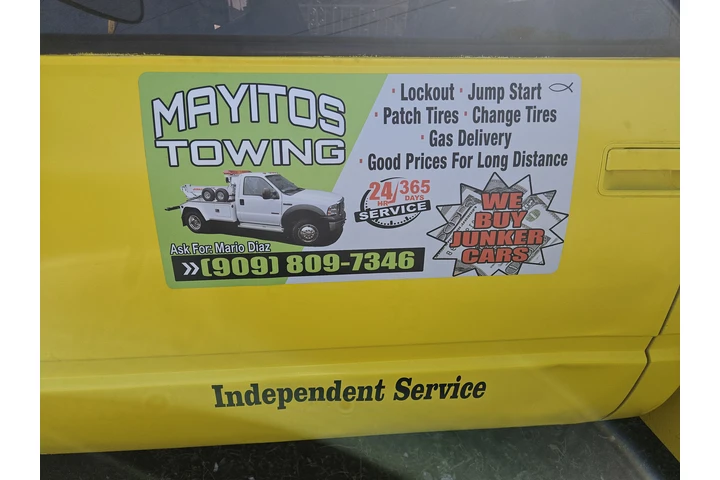 MAYITOS
TOWING
Ask For: Mario Diaz
»(909) 809-7346
· Lockout · Jump Start
· Patch Tires · Change Tires
· Gas Delivery
· Good Prices For Long Distance
24 HR / 365 DAYS
SERVICE
WE
BUY
JUNKER
CARS
Independent Service